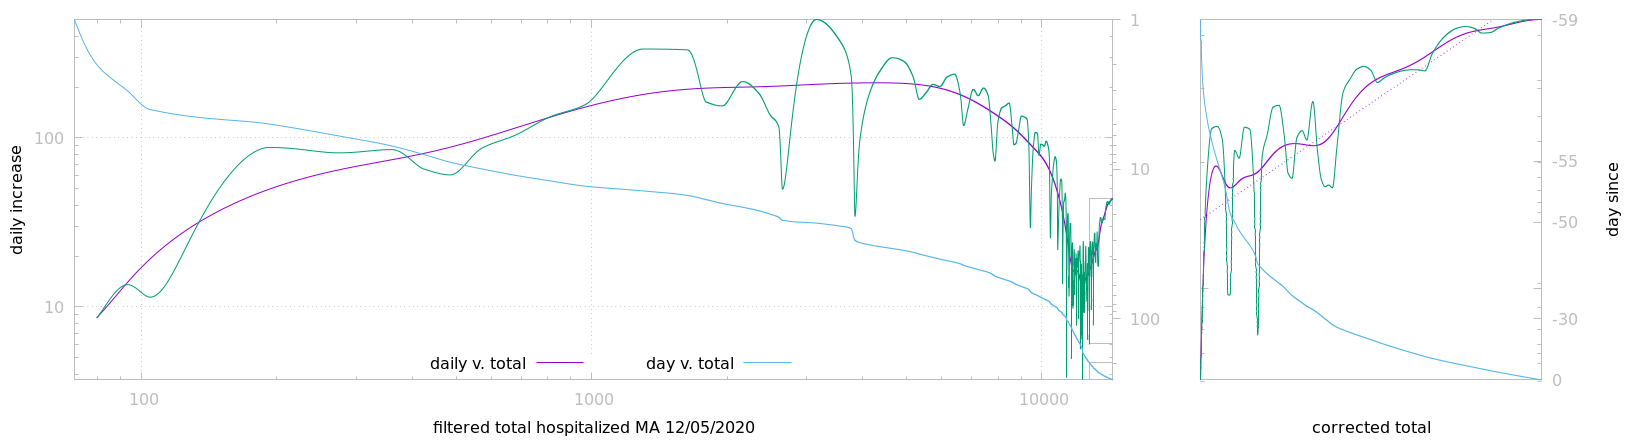 1
-59
100
daily increase
10
-55
-50
day since
10
100
-30
daily v. total
day v. total
0
100
1000
10000
filtered total hospitalized MA 12/05/2020
corrected total